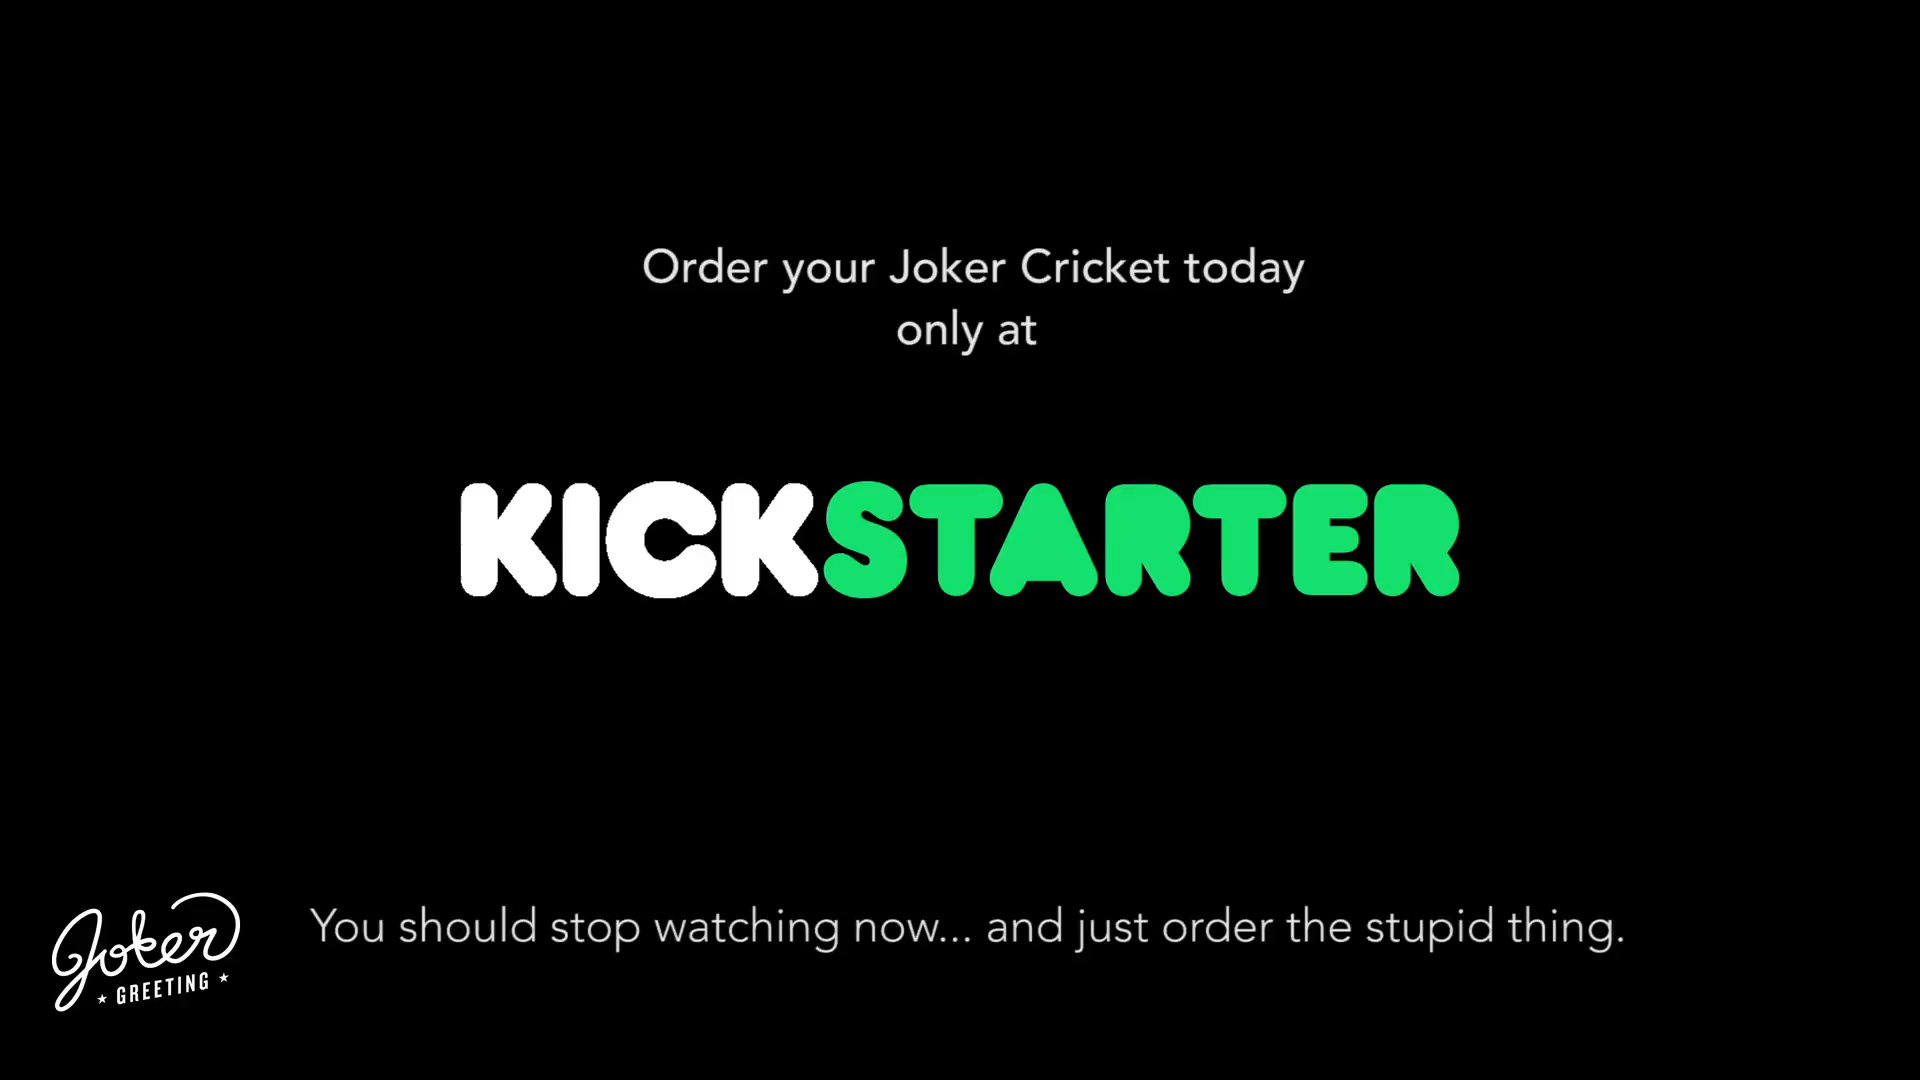 Order your Joker Cricket today
only at
KICKSTARTER
You should stop watching now... and just order the stupid thing.
Joker
GREETING